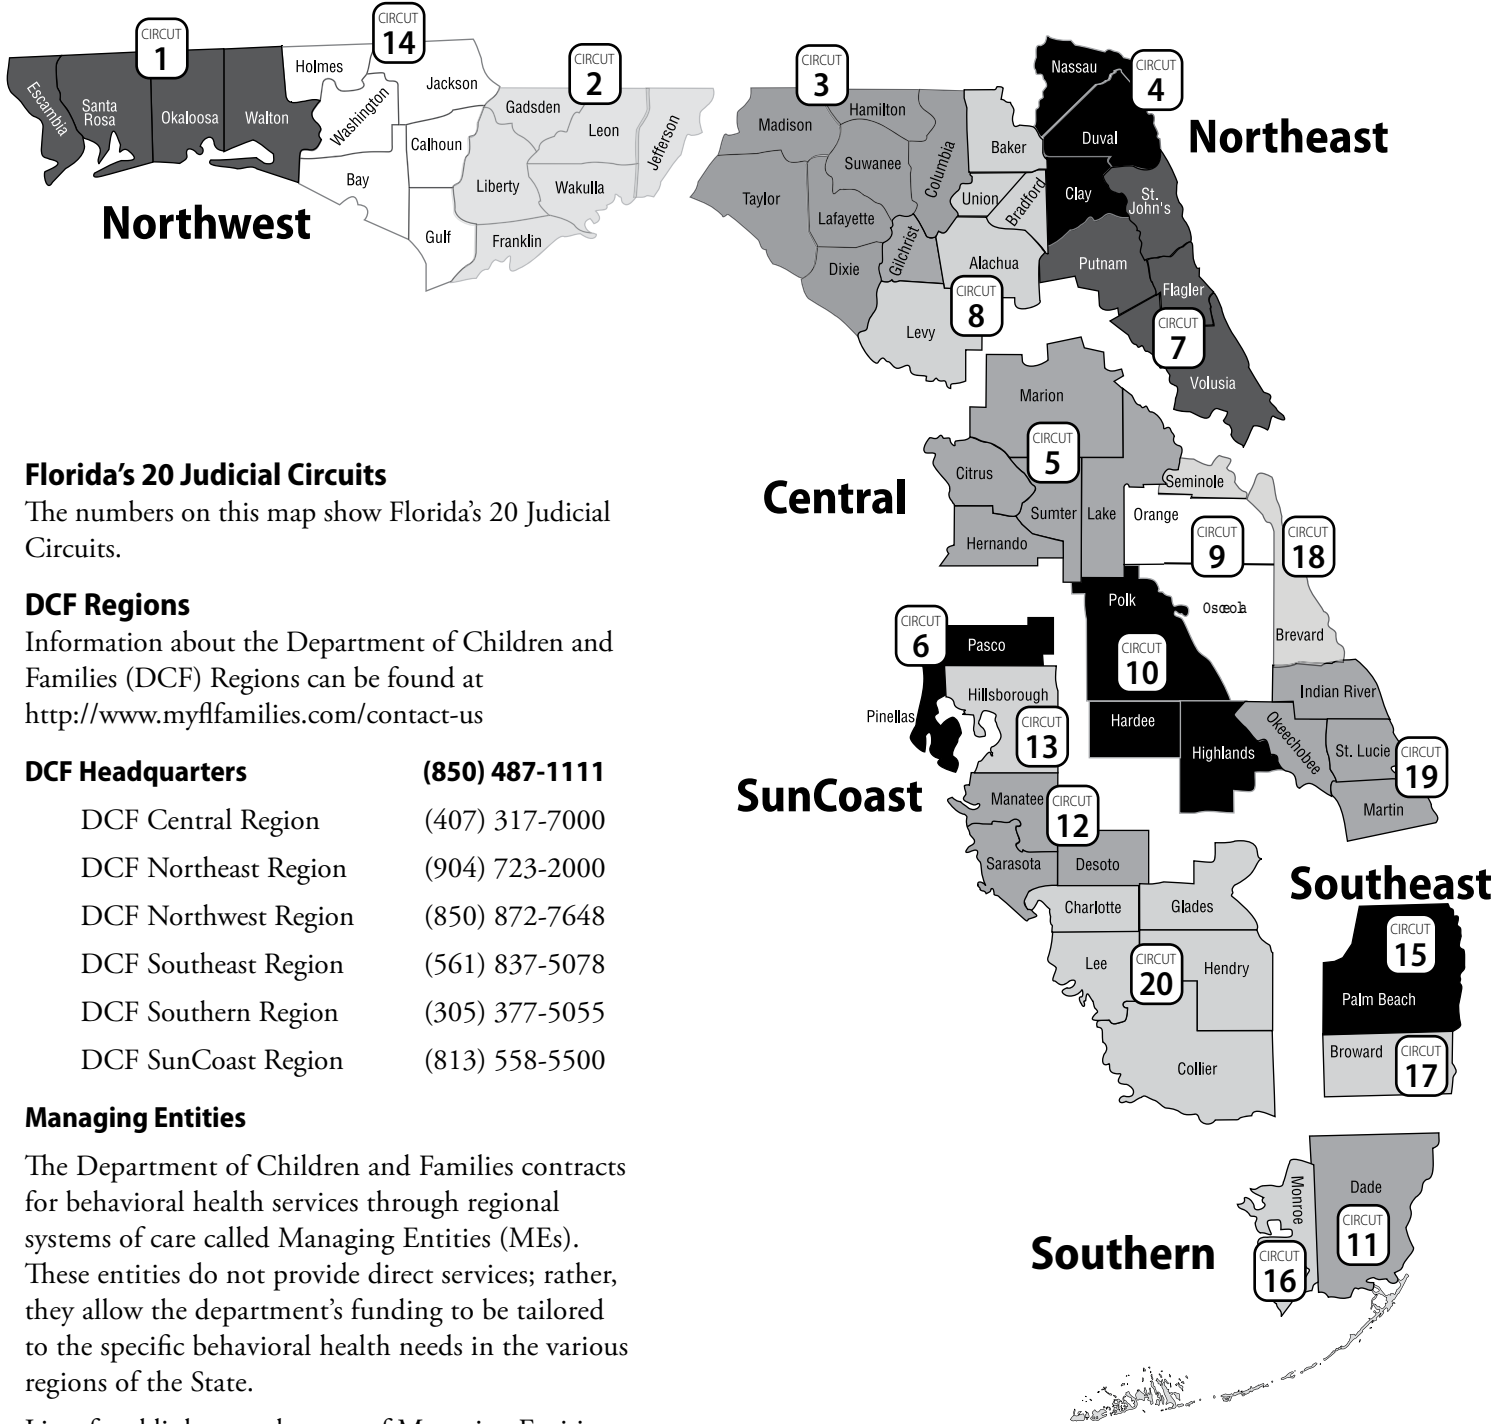 CIRCUT
1
CIRCUT
14
CIRCUT
2
Escambia
Santa
Rosa
Okaloosa
Walton
Holmes
Washington
Jackson
Calhoun
Bay
Gulf
Gadsden
Leon
Jefferson
Liberty
Wakulla
Franklin
Northwest
CIRCUT
3
CIRCUT
4
Madison
Hamilton
Suwanee
Columbia
Taylor
Lafayette
Dixie
Gilchrist
Baker
Union
Bradford
Alachua
Levy
CIRCUT
8
Nassau
Duval
Clay
St.
John's
Putnam
Flagler
CIRCUT
7
Volusia
Northeast
Florida's 20 Judicial Circuits
The numbers on this map show Florida's 20 Judicial
Circuits.
DCF Regions
Information about the Department of Children and
Families (DCF) Regions can be found at
http://www.myflfamilies.com/contact-us
DCF Headquarters (850) 487-1111
DCF Central Region (407) 317-7000
DCF Northeast Region (904) 723-2000
DCF Northwest Region (850) 872-7648
DCF Southeast Region (561) 837-5078
DCF Southern Region (305) 377-5055
DCF SunCoast Region (813) 558-5500
Managing Entities
The Department of Children and Families contracts
for behavioral health services through regional
systems of care called Managing Entities (MEs).
These entities do not provide direct services; rather,
they allow the department's funding to be tailored
to the specific behavioral health needs in the various
regions of the State.
Central
Marion
CIRCUT
5
Citrus
Sumter
Lake
Hernando
Seminole
Orange
CIRCUT
9
CIRCUT
18
Osceola
Brevard
Polk
CIRCUT
10
Hardee
Highlands
Indian River
Okeechobee
St. Lucie
CIRCUT
19
Martin
CIRCUT
6
Pasco
Pinellas
Hillsborough
CIRCUT
13
SunCoast
Manatee
CIRCUT
12
Sarasota
Desoto
Charlotte
Glades
Lee
CIRCUT
20
Hendry
Collier
Southeast
CIRCUT
15
Palm Beach
Broward
CIRCUT
17
Southern
Monroe
CIRCUT
16
Dade
CIRCUT
11